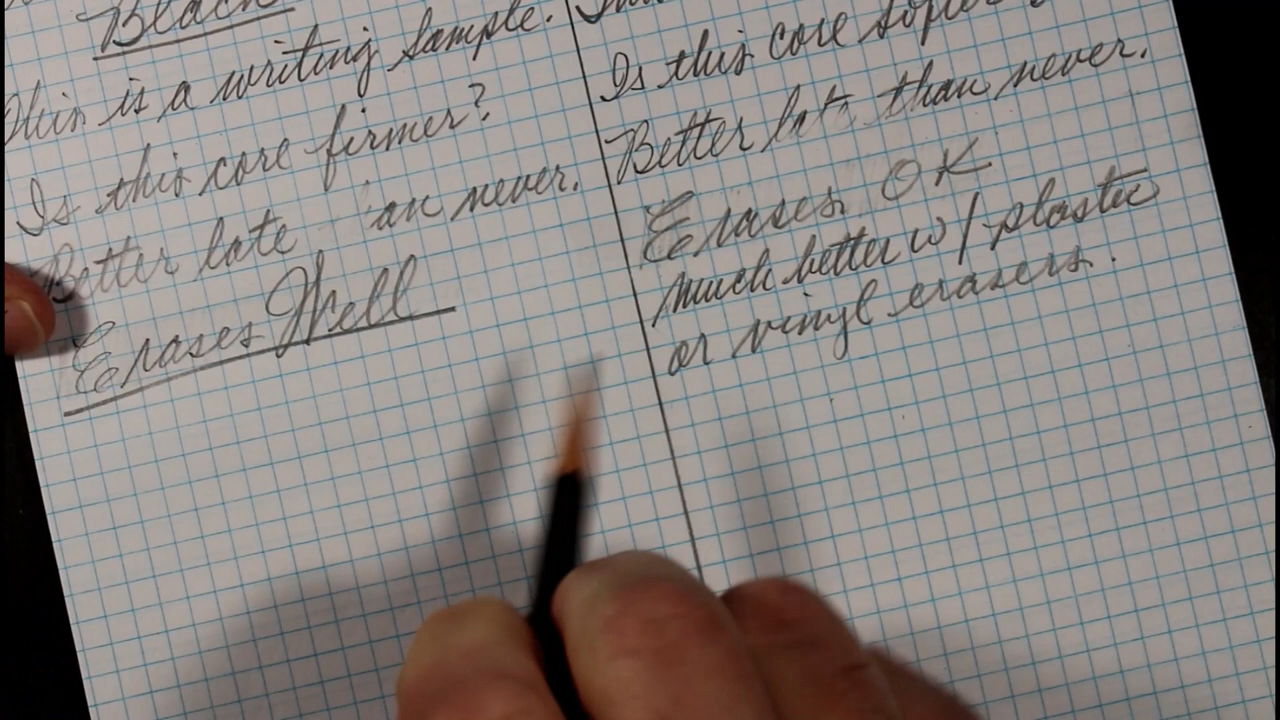 Black
This is a writing sample.
Is this core firmer?
Better late an never.
Erases Well
Is this core
Better late than never.
Erases OK
much better w/ plastic
or vinyl erasers.